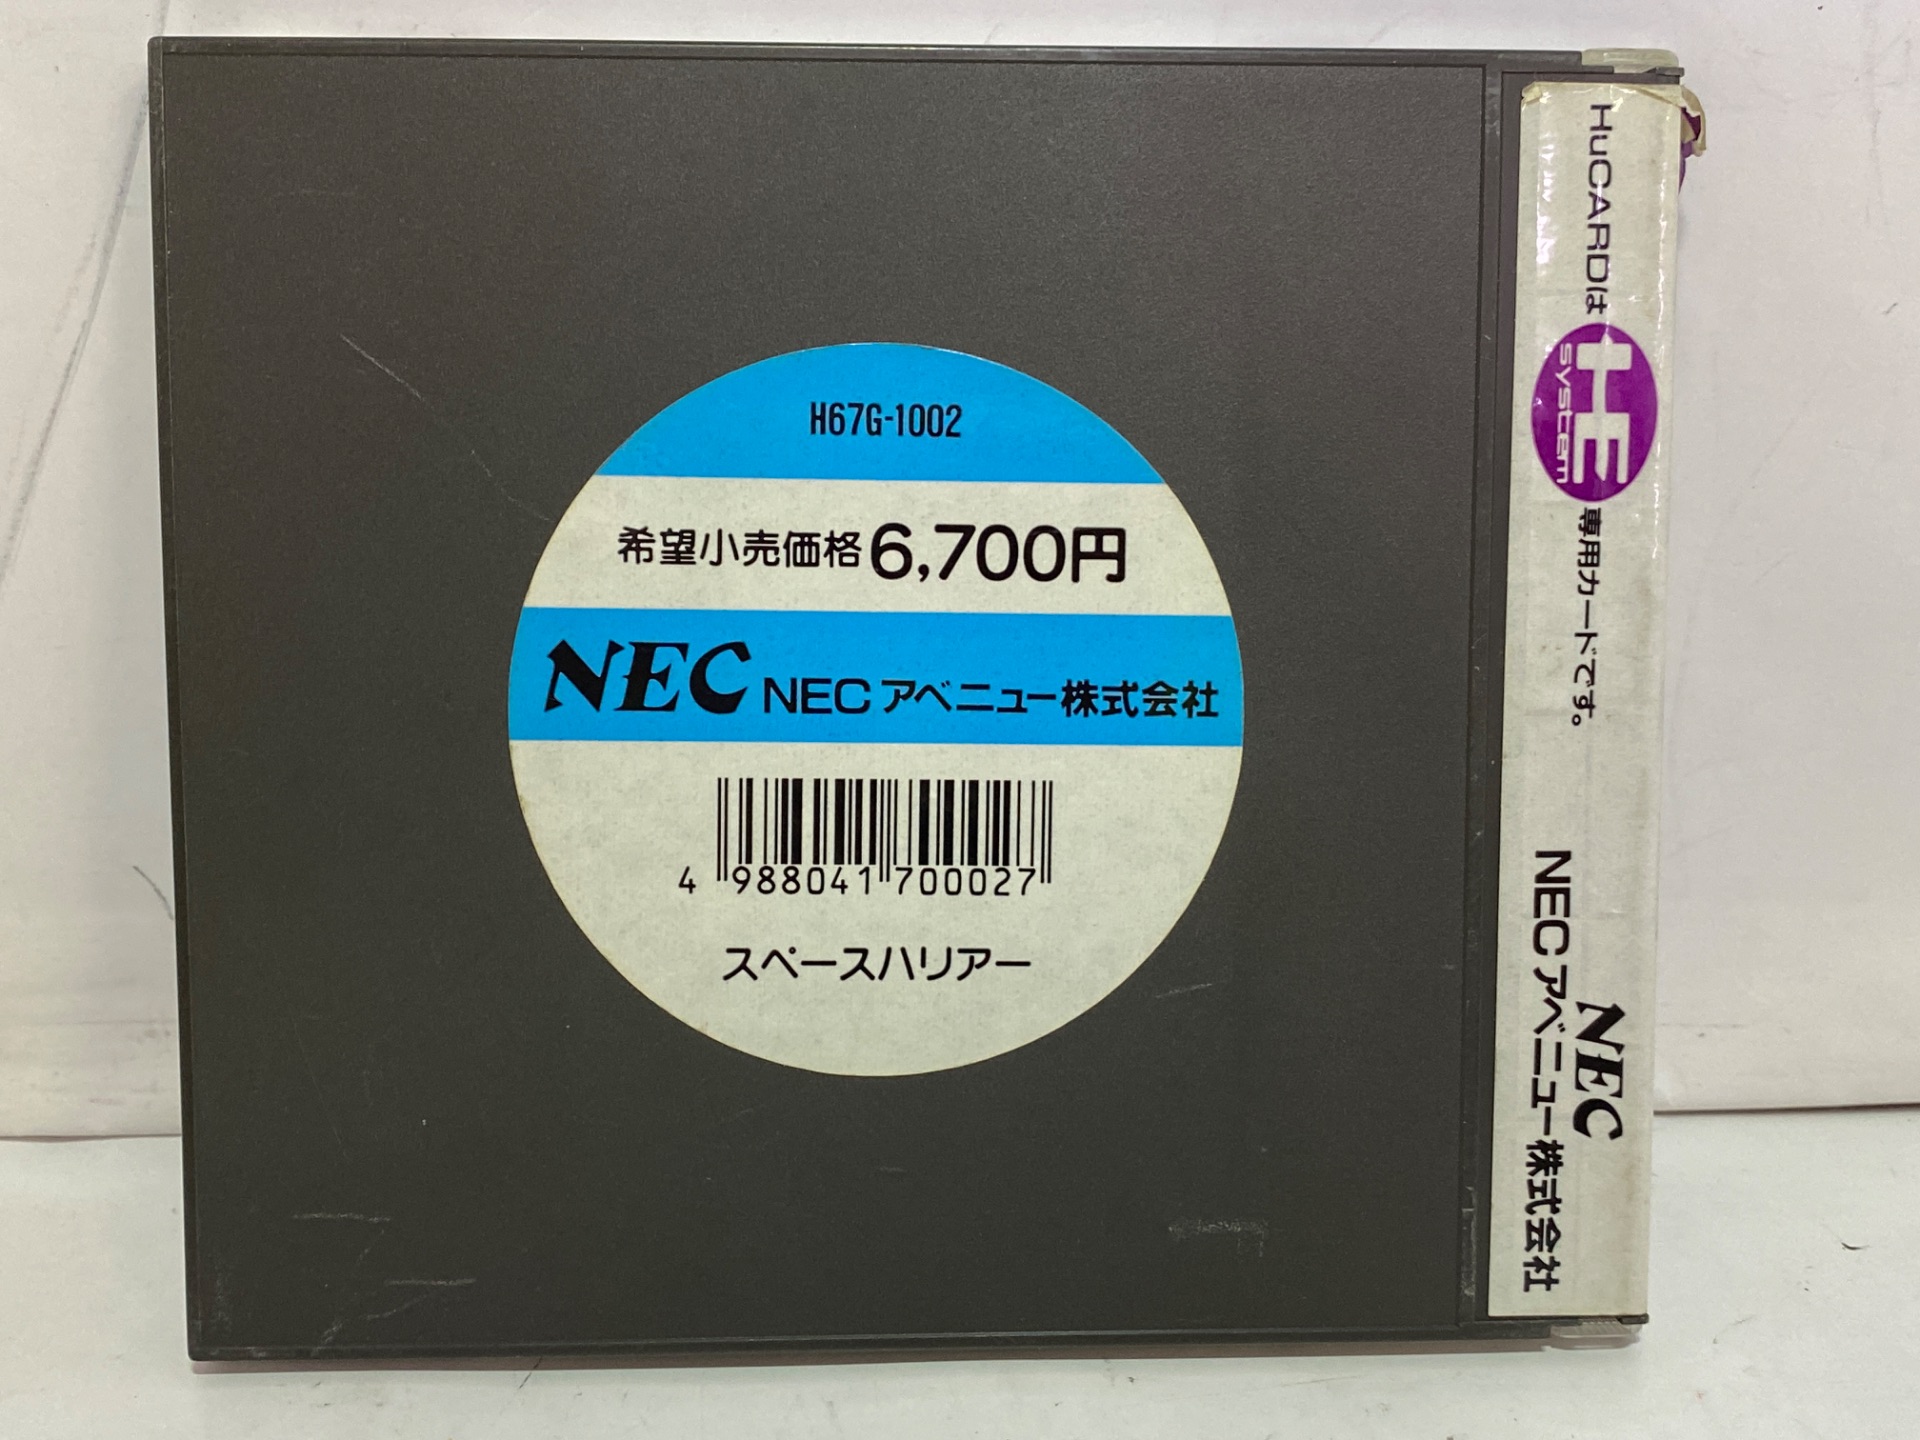 H67G-1002
希望小売価格6,700円
NEC NECアベニュー株式会社
4 988041 700027
スペースハリアー
HuCARDは HE system 専用カードです。
NEC
NECアベニュー株式会社